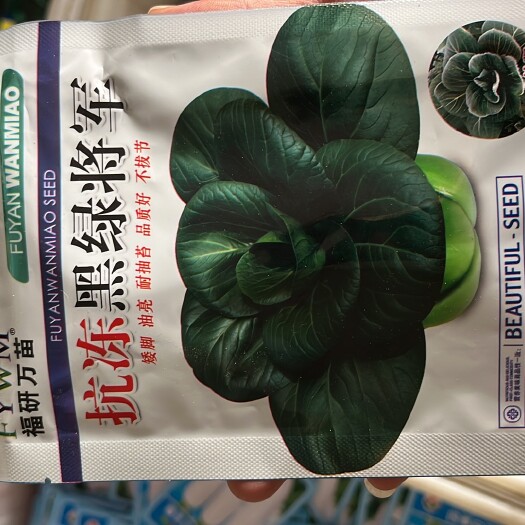 FUYAN WANMIAO
FYWM®
福研万苗
FUYANWANMIAO SEED
抗冻黑绿将军
矮脚 油亮 耐抽苔 品质好 不拔节
BEAUTIFUL - SEED